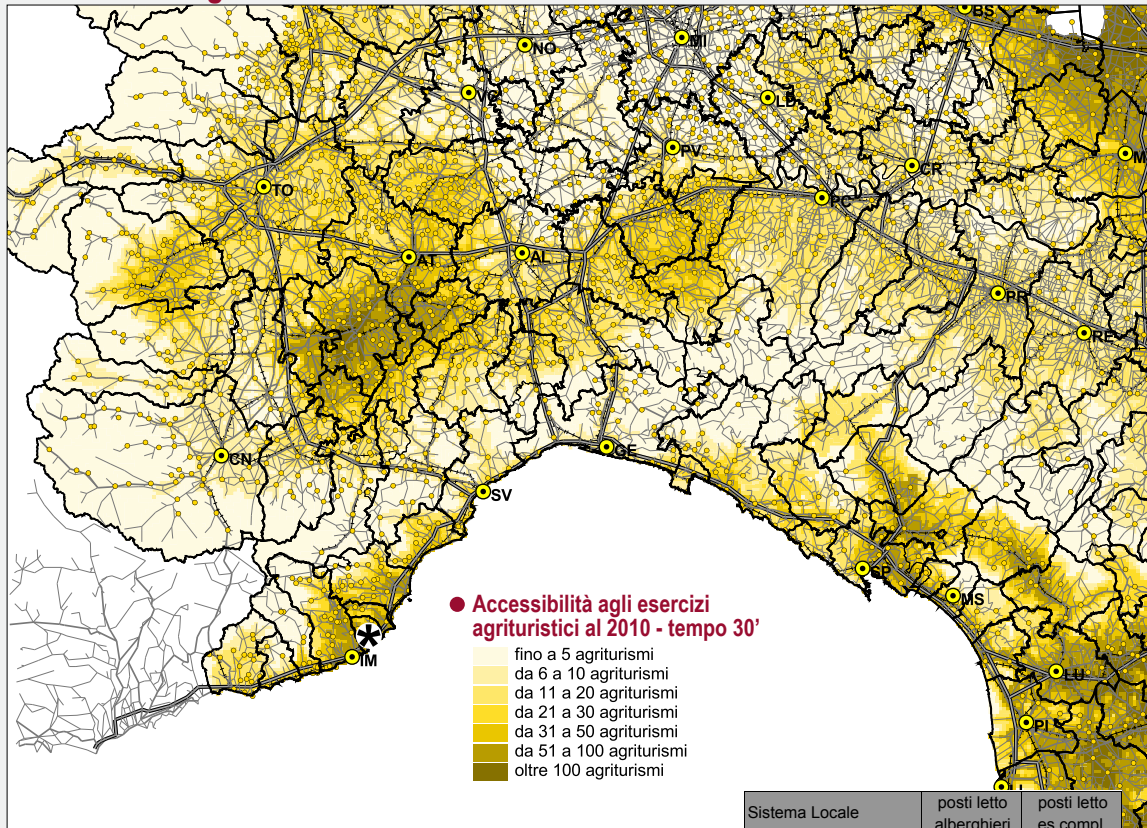 BS
NO
MI
VC
LD
PV
MN
CR
TO
PC
AT
AL
PR
RE
GE
CN
SV
SP
MS
IM
LU
PI
LI
● Accessibilità agli esercizi
agrituristici al 2010 - tempo 30’
fino a 5 agriturismi
da 6 a 10 agriturismi
da 11 a 20 agriturismi
da 21 a 30 agriturismi
da 31 a 50 agriturismi
da 51 a 100 agriturismi
oltre 100 agriturismi
*
Sistema Locale
posti letto
alberghieri
posti letto
es.compl.